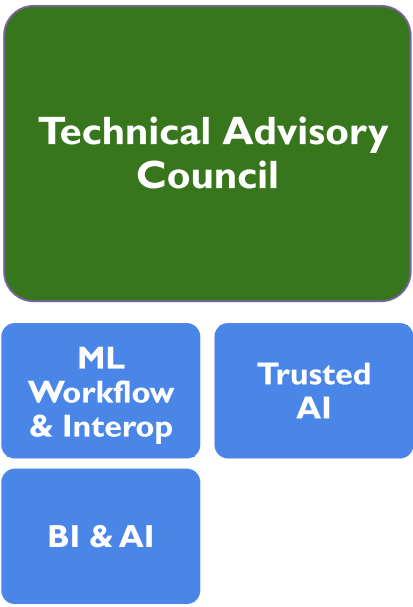 Technical Advisory
Council
ML
Workflow
& Interop
Trusted
AI
BI & AI